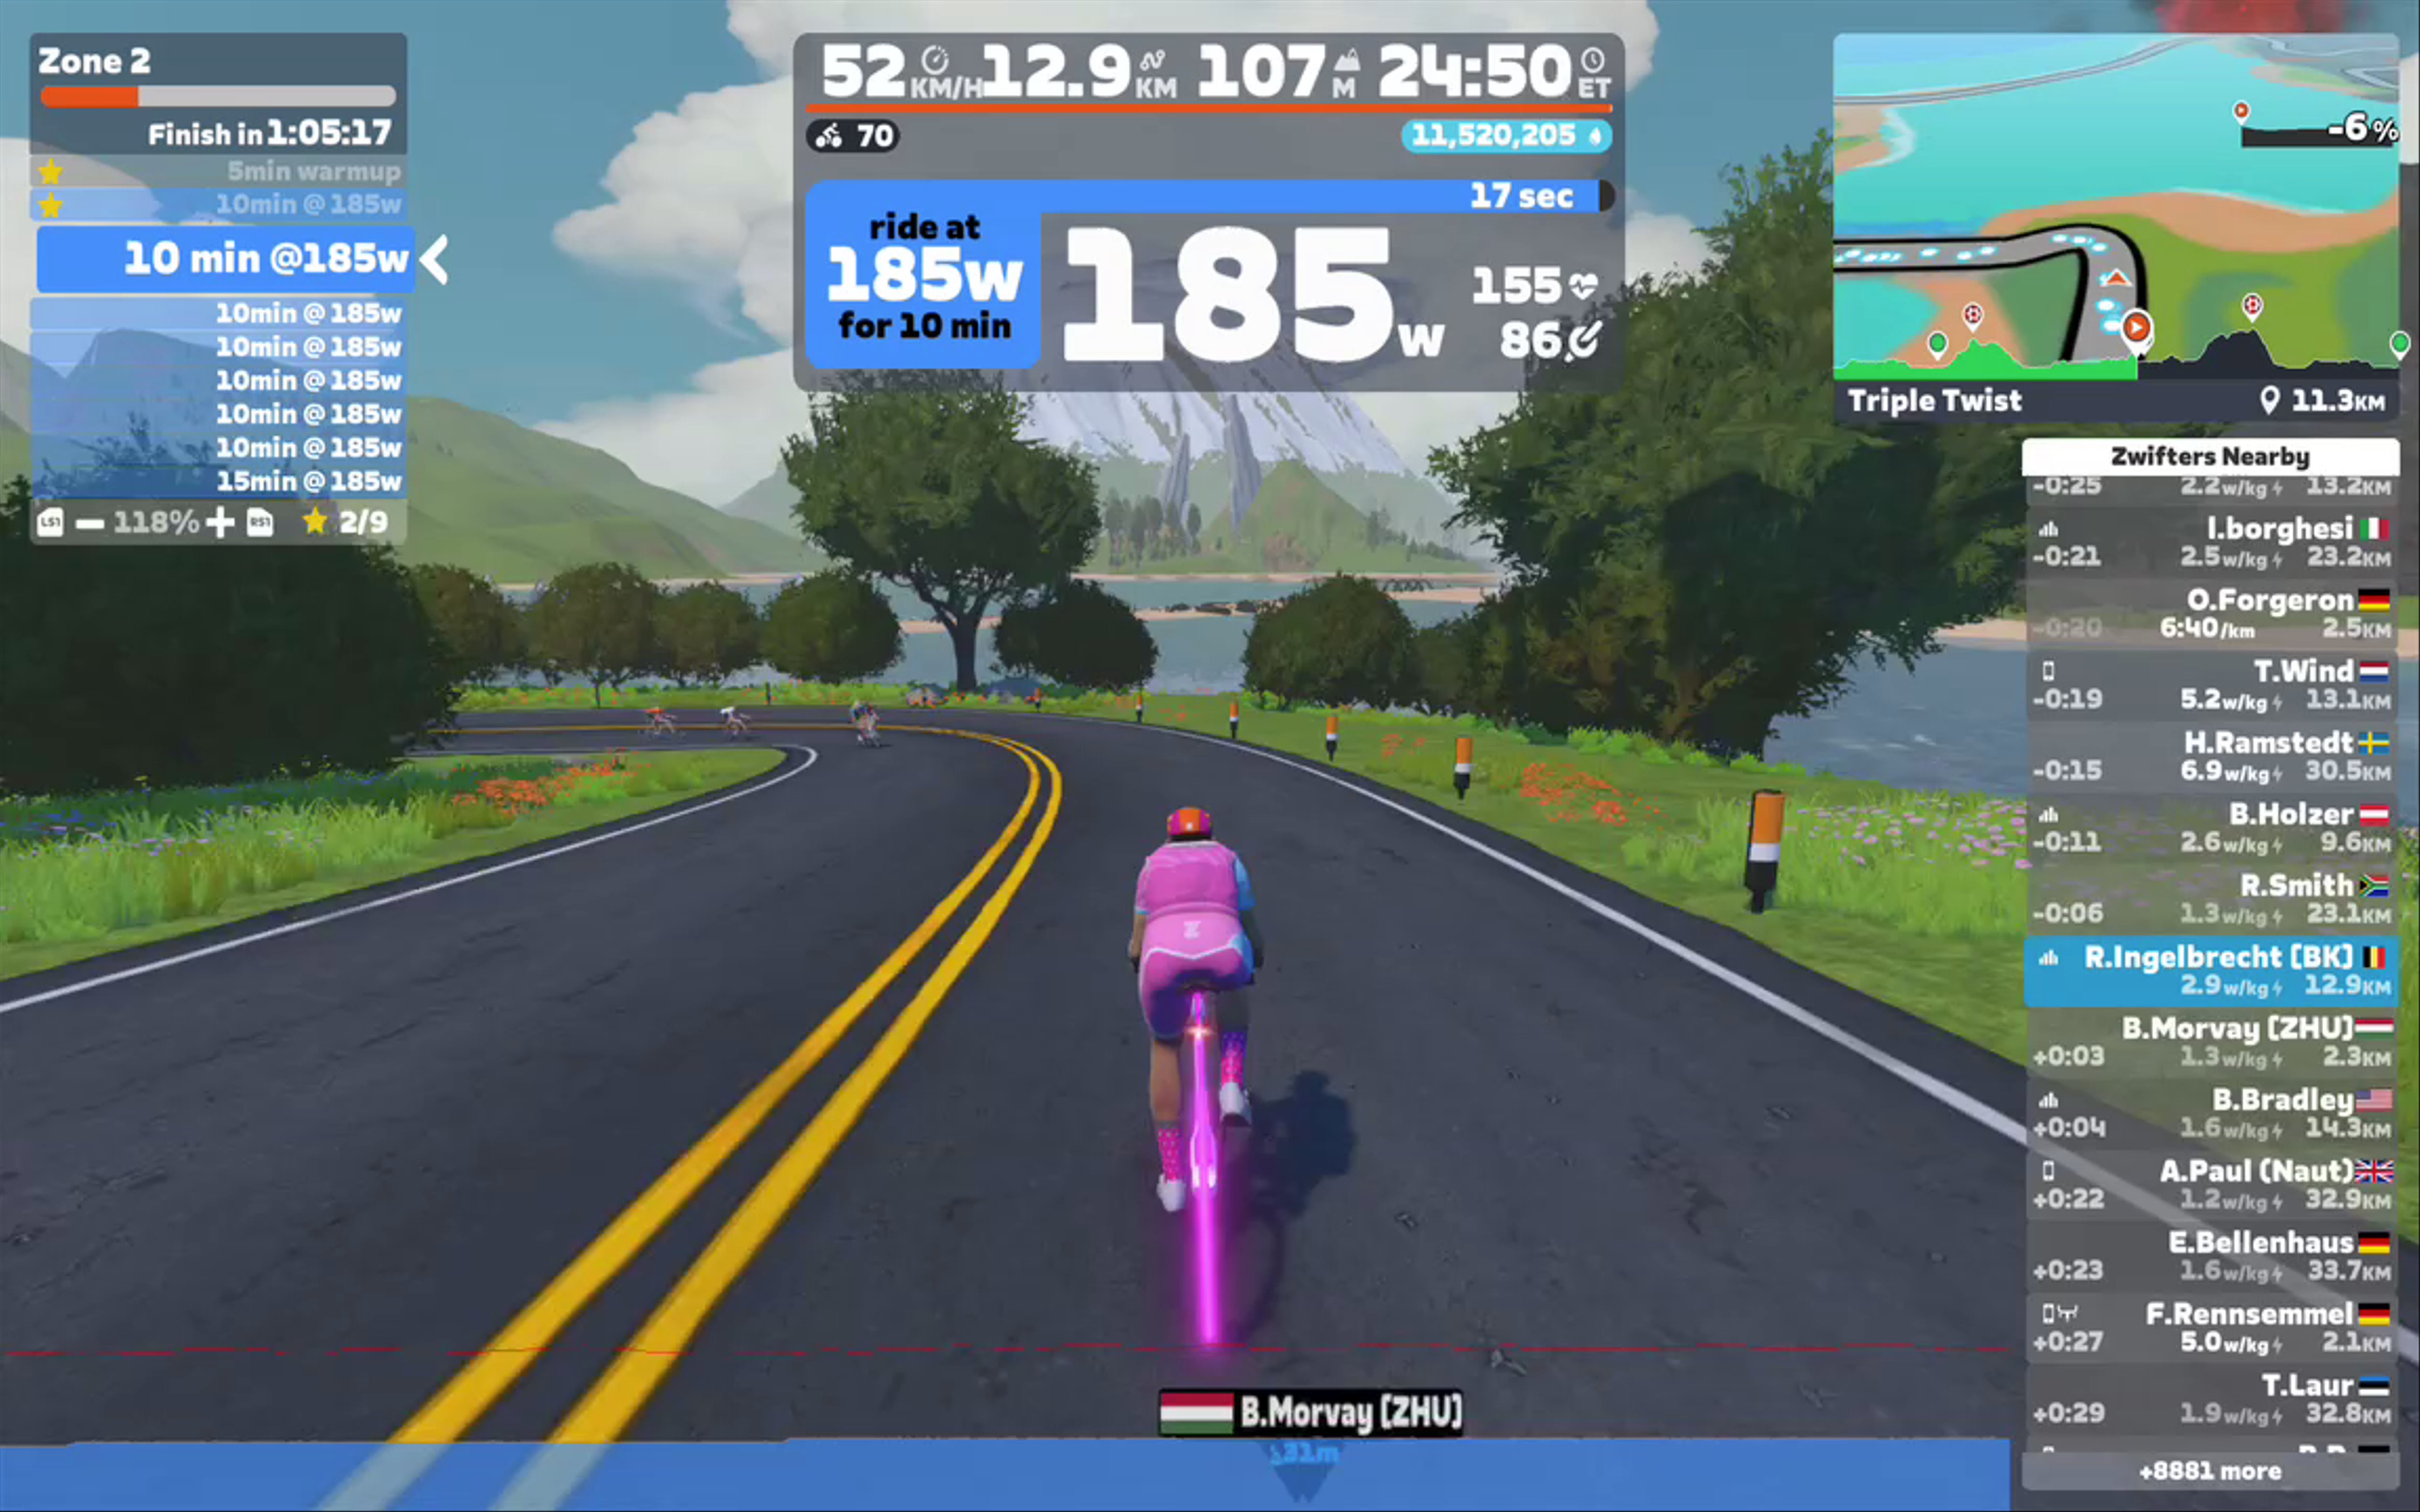 Zone 2
Finish in 1:05:17
5min warmup
10min @ 185w
10 min @185w
10min @ 185w
10min @ 185w
10min @ 185w
10min @ 185w
10min @ 185w
15min @ 185w
LS1 − 118% + RS1 2/9
52 KM/H 12.9 KM 107 M 24:50 ET
70 11,520,205
17 sec
ride at
185w
for 10 min
185w
155
86
-6%
Triple Twist 11.3KM
Zwifters Nearby
-0:25 2.2w/kg 13.2KM
I.borghesi
-0:21 2.5w/kg 23.2KM
O.Forgeron
-0:20 6:40/km 2.5KM
T.Wind
-0:19 5.2w/kg 13.1KM
H.Ramstedt
-0:15 6.9w/kg 30.5KM
B.Holzer
-0:11 2.6w/kg 9.6KM
R.Smith
-0:06 1.3w/kg 23.1KM
R.Ingelbrecht [BK]
2.9w/kg 12.9KM
B.Morvay [ZHU]
+0:03 1.3w/kg 2.3KM
B.Bradley
+0:04 1.6w/kg 14.3KM
A.Paul (Naut)
+0:22 1.2w/kg 32.9KM
E.Bellenhaus
+0:23 1.6w/kg 33.7KM
F.Rennsemmel
+0:27 5.0w/kg 2.1KM
T.Laur
+0:29 1.9w/kg 32.8KM
+8881 more
B.Morvay [ZHU]